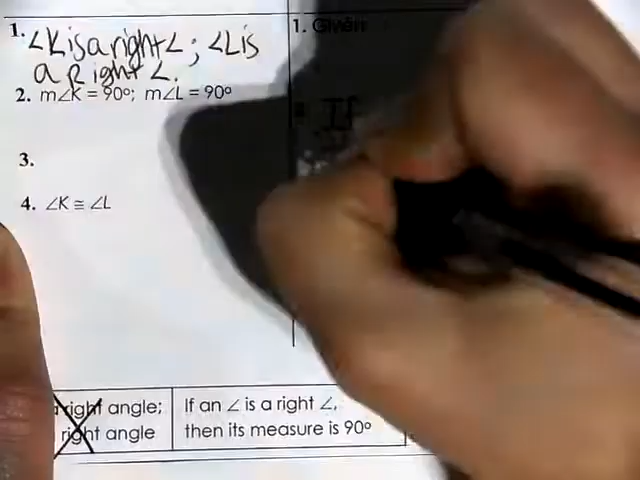 1. ∠K is a right ∠; ∠L is
a Right ∠.
1. Given
2. m∠K = 90°; m∠L = 90°
If
3.
4. ∠K ≅ ∠L
right angle;
right angle
If an ∠ is a right ∠,
then its measure is 90°